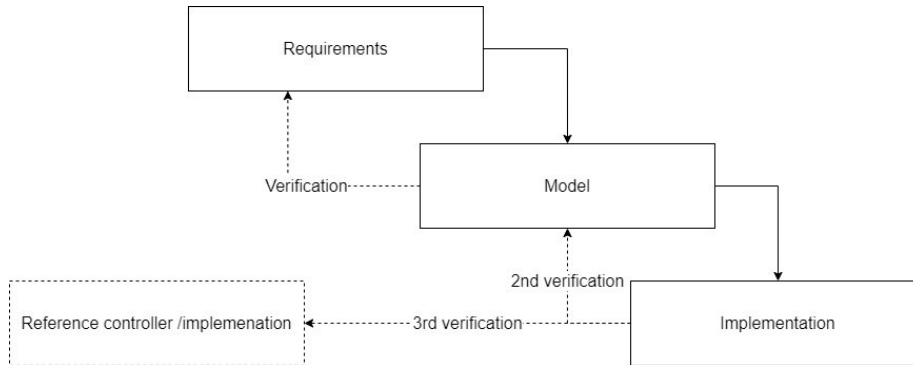 Requirements
Verification
Model
2nd verification
Reference controller /implemenation
3rd verification
Implementation